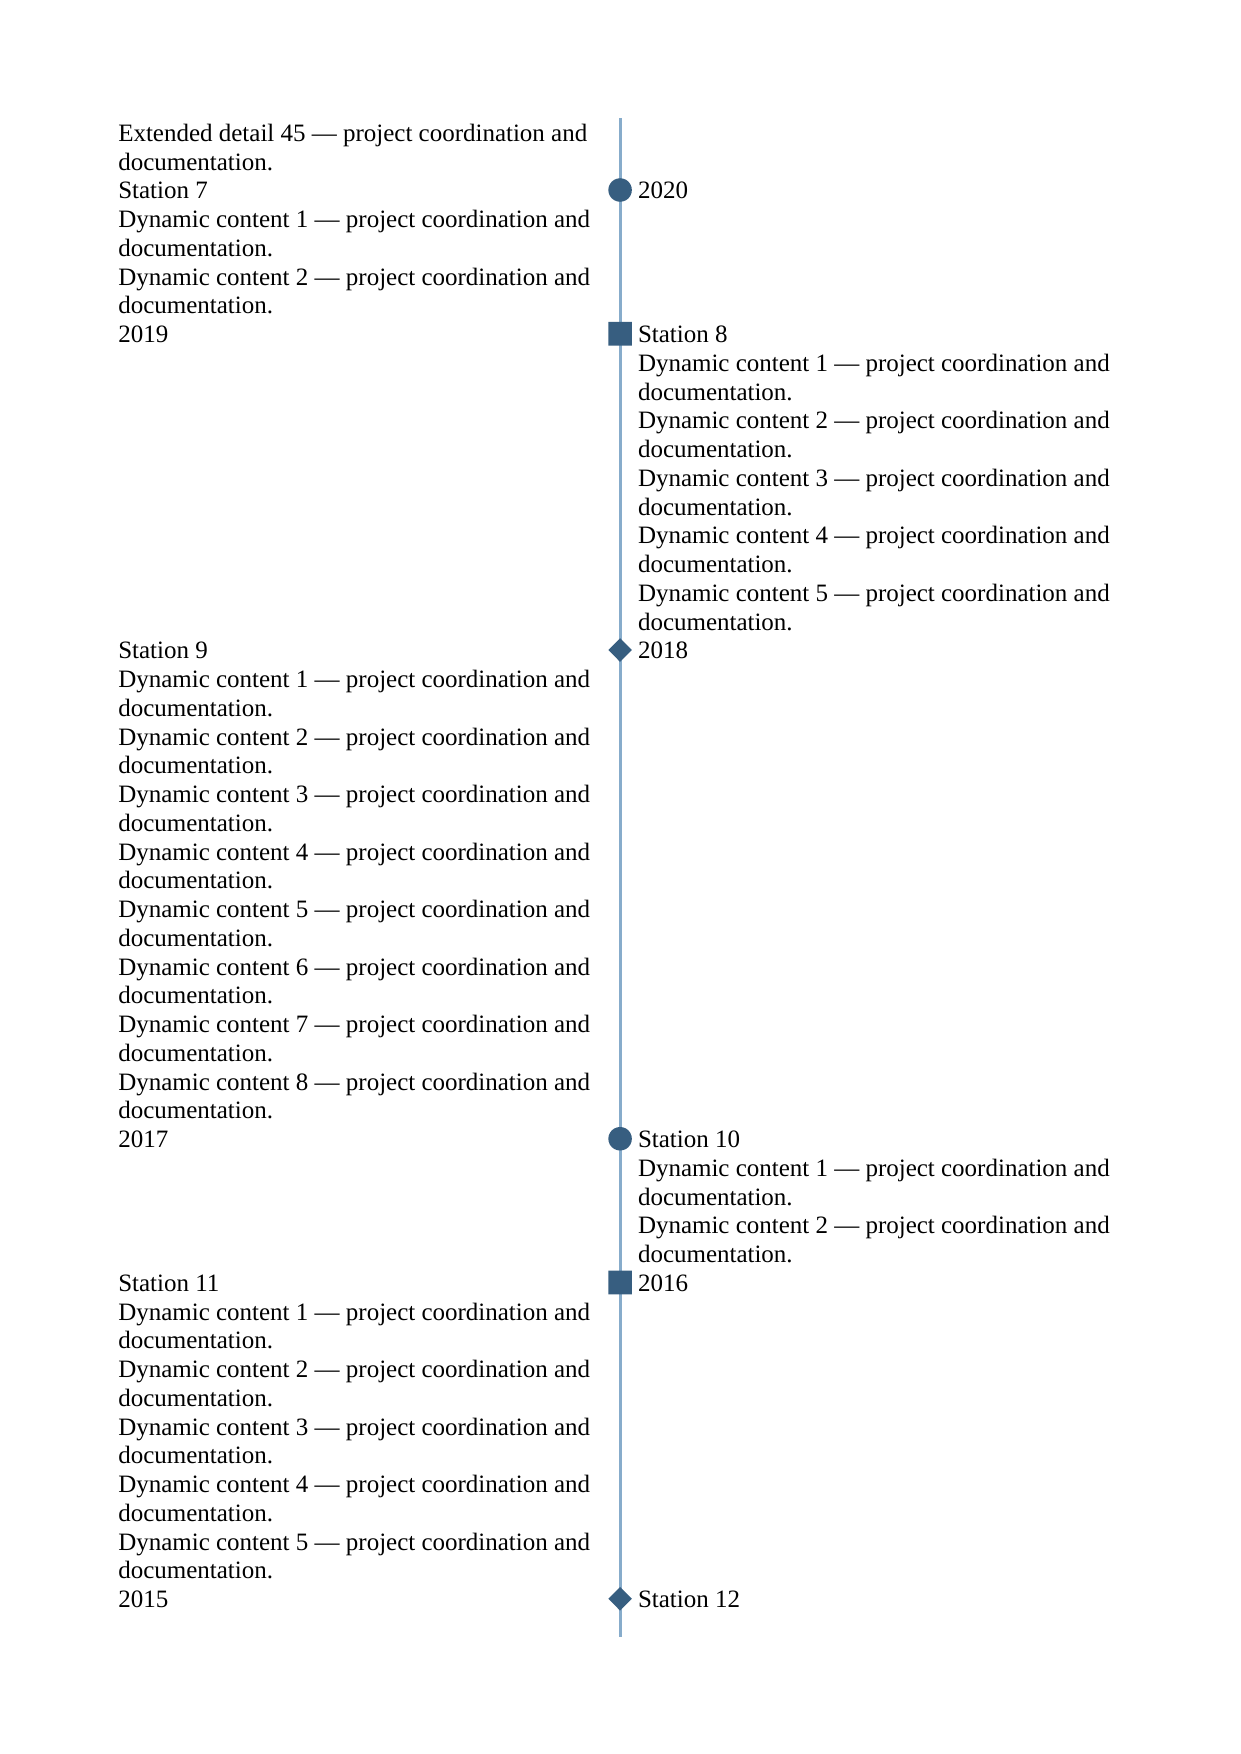 Extended detail 45 — project coordination and
documentation.
Station 7
2020
Dynamic content 1 — project coordination and
documentation.
Dynamic content 2 — project coordination and
documentation.
2019
Station 8
Dynamic content 1 — project coordination and
documentation.
Dynamic content 2 — project coordination and
documentation.
Dynamic content 3 — project coordination and
documentation.
Dynamic content 4 — project coordination and
documentation.
Dynamic content 5 — project coordination and
documentation.
Station 9
2018
Dynamic content 1 — project coordination and
documentation.
Dynamic content 2 — project coordination and
documentation.
Dynamic content 3 — project coordination and
documentation.
Dynamic content 4 — project coordination and
documentation.
Dynamic content 5 — project coordination and
documentation.
Dynamic content 6 — project coordination and
documentation.
Dynamic content 7 — project coordination and
documentation.
Dynamic content 8 — project coordination and
documentation.
2017
Station 10
Dynamic content 1 — project coordination and
documentation.
Dynamic content 2 — project coordination and
documentation.
Station 11
2016
Dynamic content 1 — project coordination and
documentation.
Dynamic content 2 — project coordination and
documentation.
Dynamic content 3 — project coordination and
documentation.
Dynamic content 4 — project coordination and
documentation.
Dynamic content 5 — project coordination and
documentation.
2015
Station 12